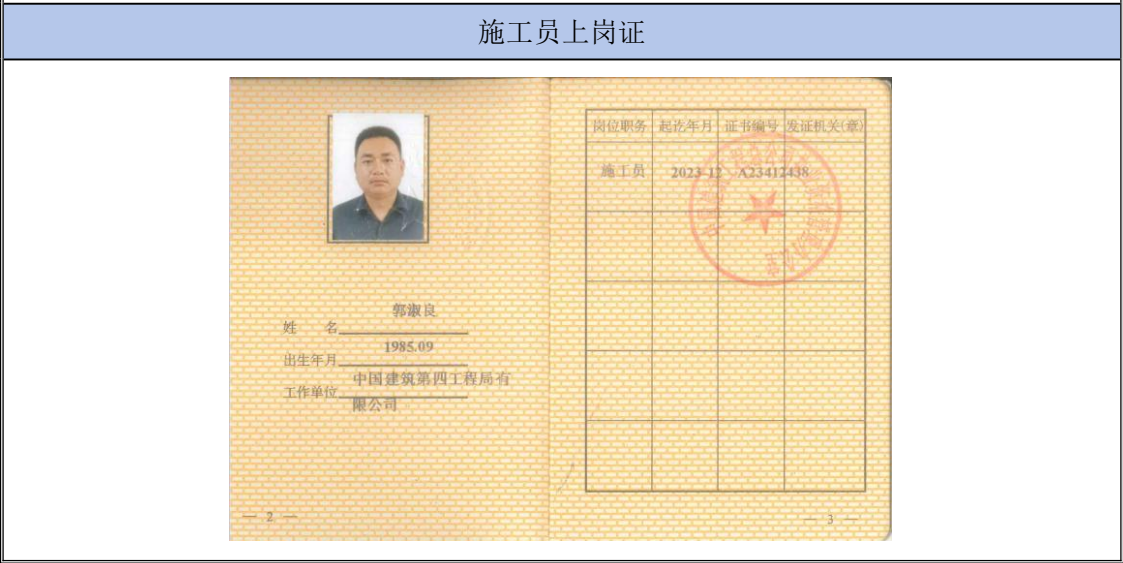 施工员上岗证
姓 名 郭淑良
出生年月 1985.09
工作单位 中国建筑第四工程局有
限公司
— 2 —
岗位职务 起讫年月 证书编号 发证机关(章)
施工员 2023-12 A23412438
— 3 —